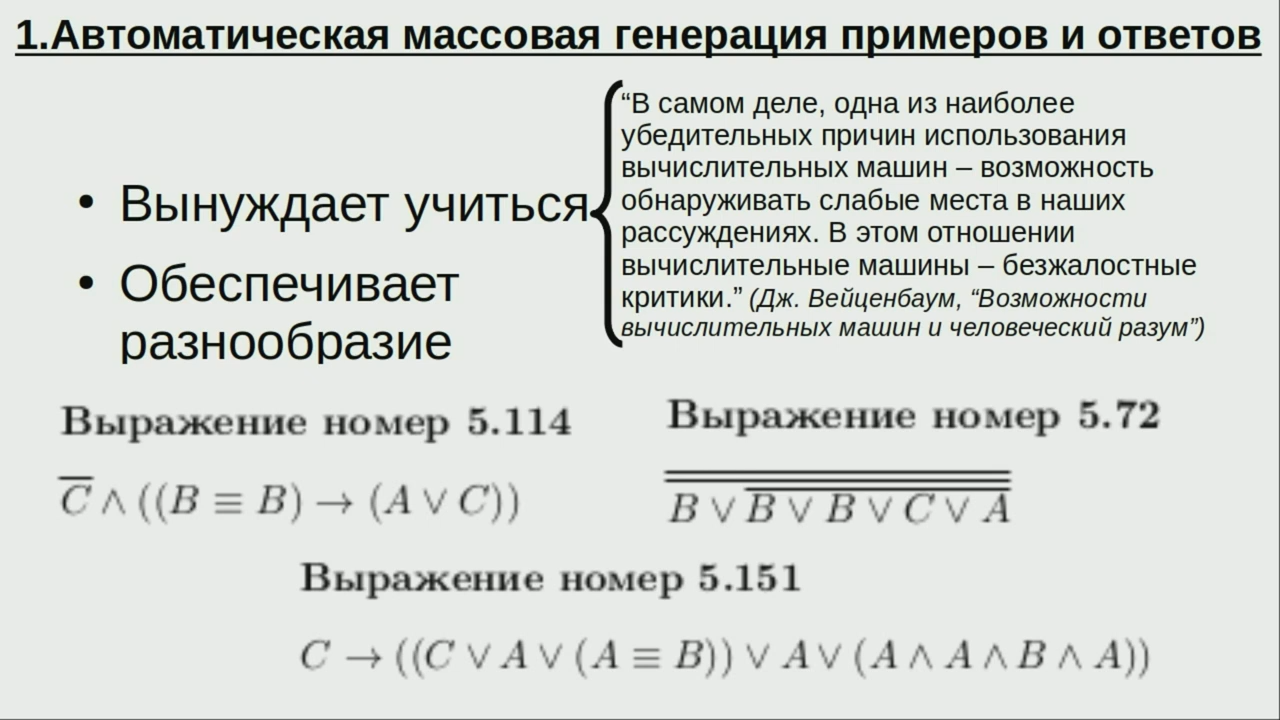 1.Автоматическая массовая генерация примеров и ответов
• Вынуждает учиться
• Обеспечивает
разнообразие
“В самом деле, одна из наиболее
убедительных причин использования
вычислительных машин – возможность
обнаруживать слабые места в наших
рассуждениях. В этом отношении
вычислительные машины – безжалостные
критики.” (Дж. Вейценбаум, “Возможности
вычислительных машин и человеческий разум”)
Выражение номер 5.114
C̅ ∧ ((B ≡ B) → (A ∨ C))
Выражение номер 5.72
B ∨ B ∨ B ∨ C ∨ A
Выражение номер 5.151
C → ((C ∨ A ∨ (A ≡ B)) ∨ A ∨ (A ∧ A ∧ B ∧ A))